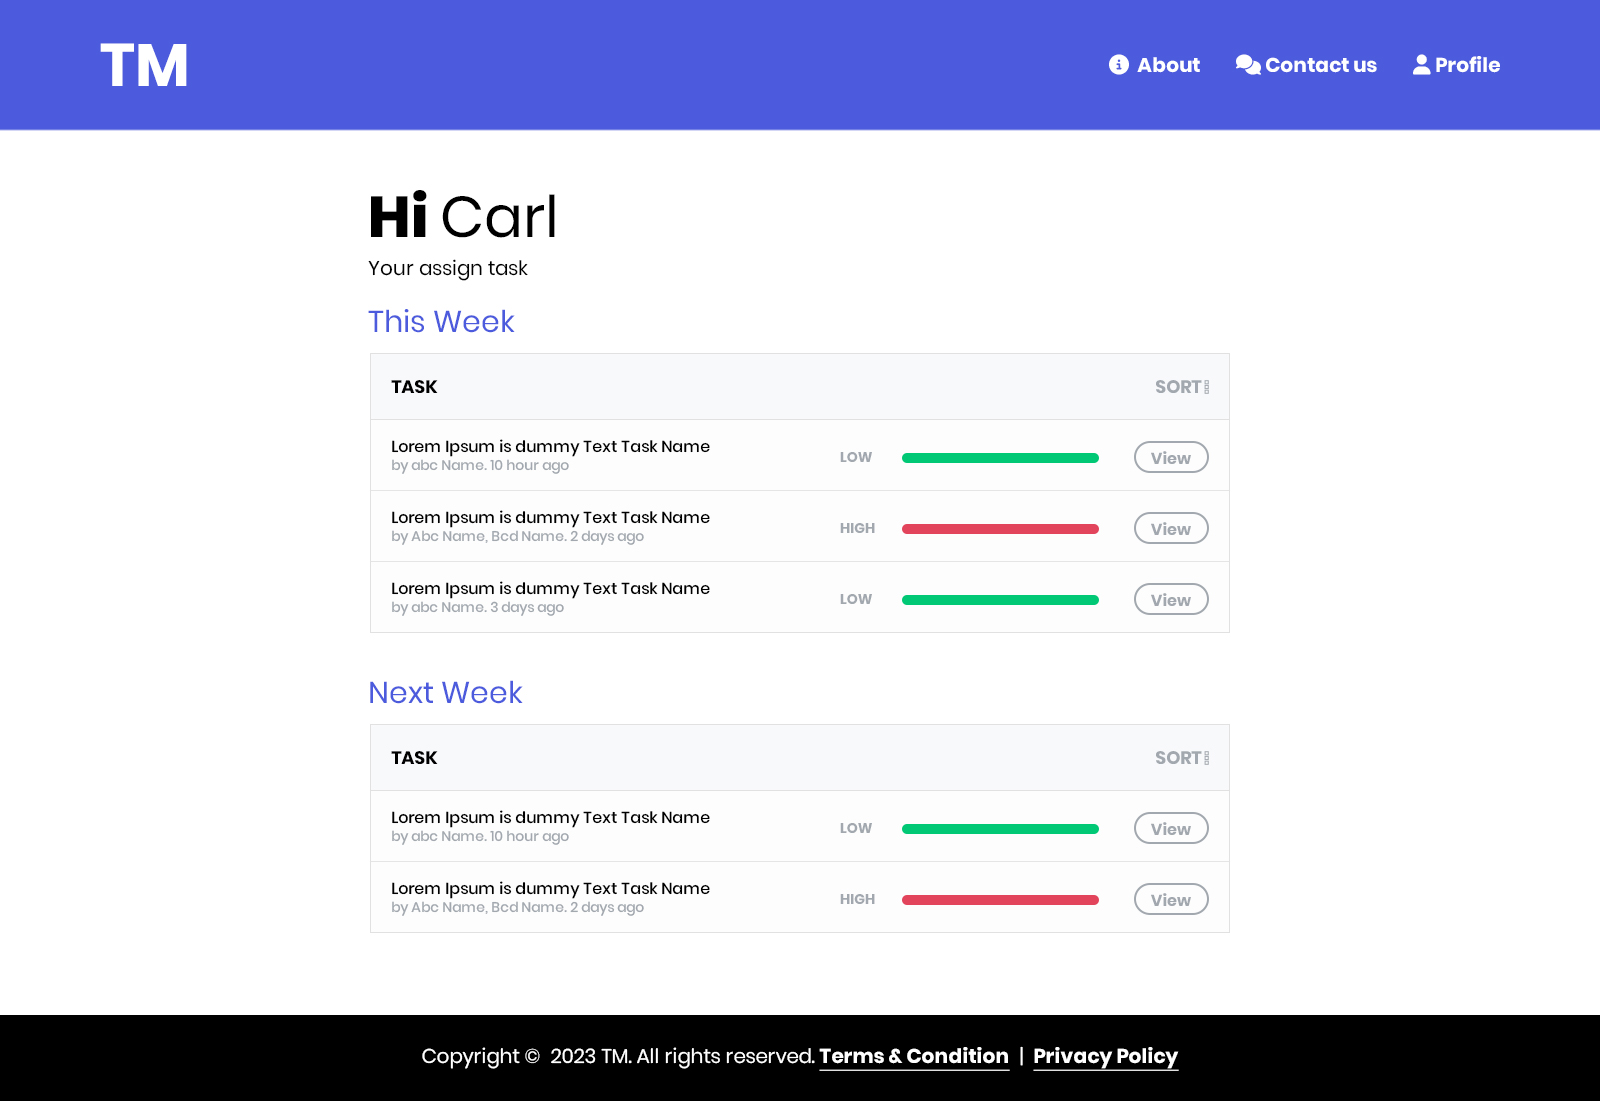 TM
About Contact us Profile
Hi Carl
Your assign task
This Week
TASK SORT
Lorem Ipsum is dummy Text Task Name
by abc Name. 10 hour ago
LOW View
Lorem Ipsum is dummy Text Task Name
by Abc Name, Bcd Name. 2 days ago
HIGH View
Lorem Ipsum is dummy Text Task Name
by abc Name. 3 days ago
LOW View
Next Week
TASK SORT
Lorem Ipsum is dummy Text Task Name
by abc Name. 10 hour ago
LOW View
Lorem Ipsum is dummy Text Task Name
by Abc Name, Bcd Name. 2 days ago
HIGH View
Copyright © 2023 TM. All rights reserved. Terms & Condition | Privacy Policy